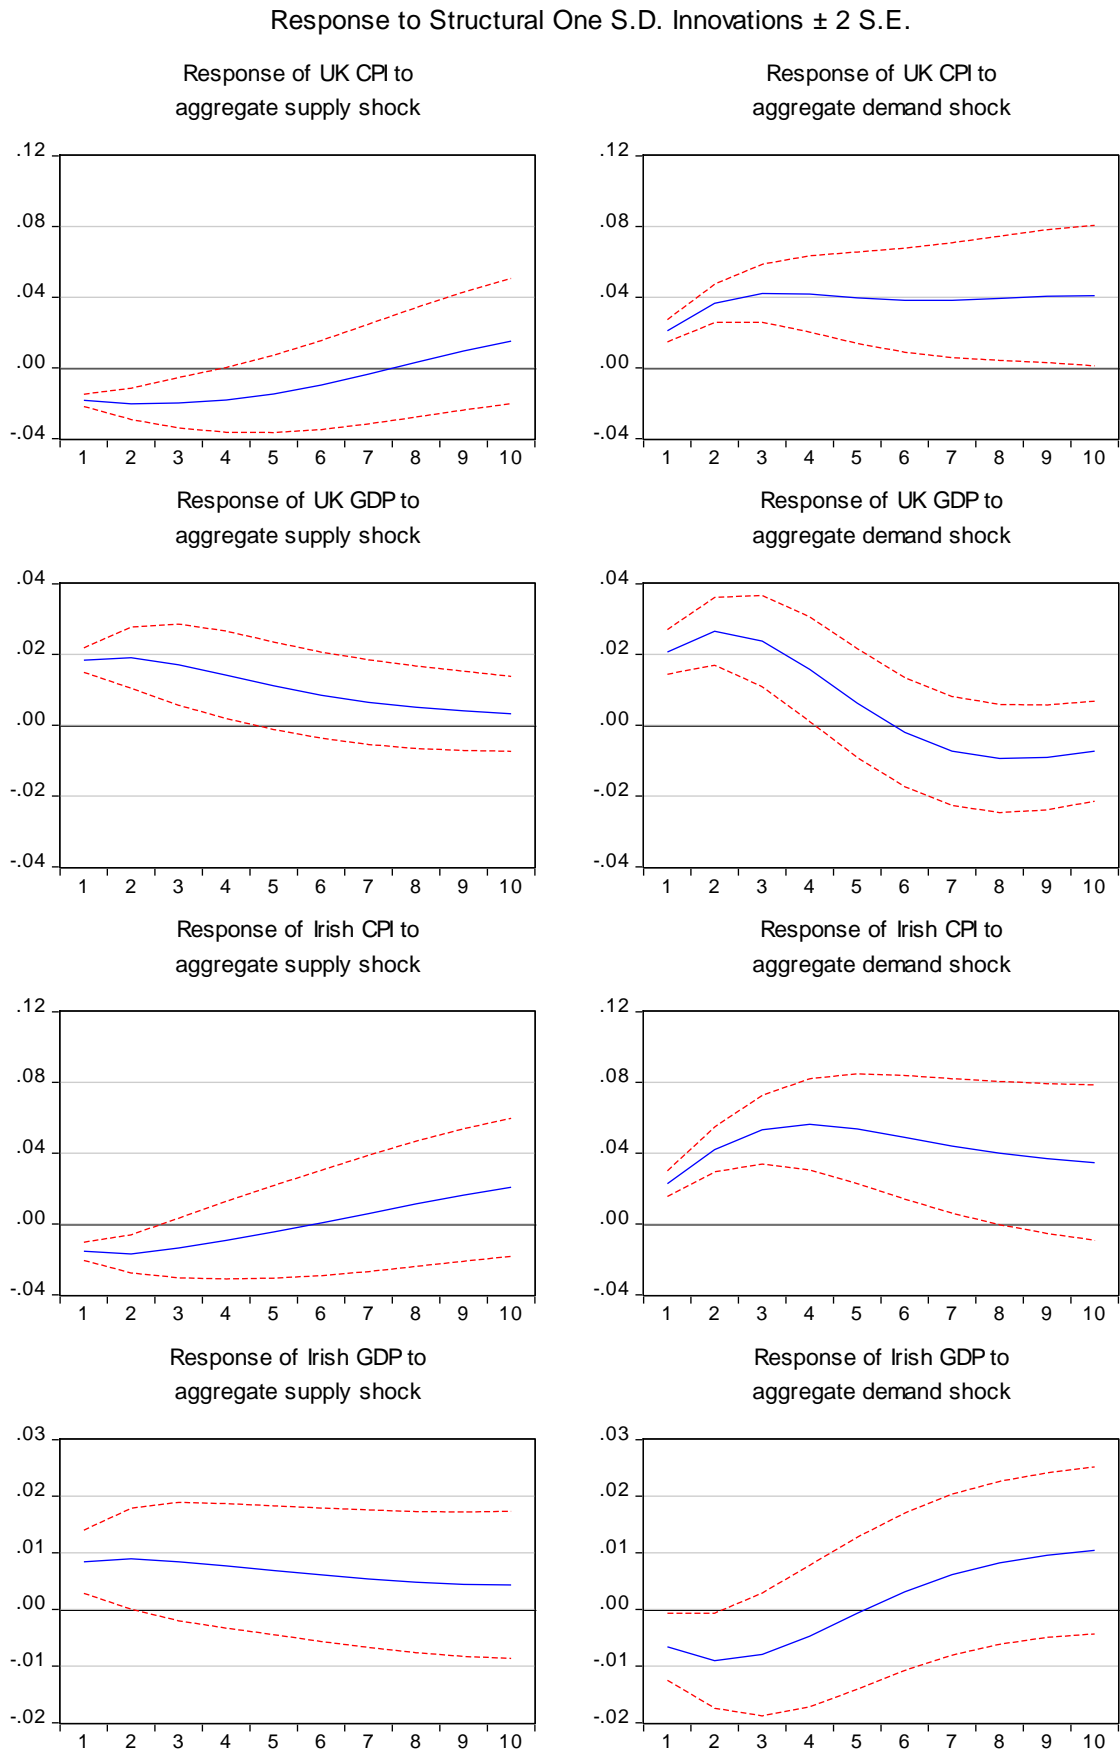 Response to Structural One S.D. Innovations ± 2 S.E.
Response of UK CPI to
aggregate supply shock
.12
.08
.04
.00
-.04
1 2 3 4 5 6 7 8 9 10
Response of UK CPI to
aggregate demand shock
.12
.08
.04
.00
-.04
1 2 3 4 5 6 7 8 9 10
Response of UK GDP to
aggregate supply shock
.04
.02
.00
-.02
-.04
1 2 3 4 5 6 7 8 9 10
Response of UK GDP to
aggregate demand shock
.04
.02
.00
-.02
-.04
1 2 3 4 5 6 7 8 9 10
Response of Irish CPI to
aggregate supply shock
.12
.08
.04
.00
-.04
1 2 3 4 5 6 7 8 9 10
Response of Irish CPI to
aggregate demand shock
.12
.08
.04
.00
-.04
1 2 3 4 5 6 7 8 9 10
Response of Irish GDP to
aggregate supply shock
.03
.02
.01
.00
-.01
-.02
1 2 3 4 5 6 7 8 9 10
Response of Irish GDP to
aggregate demand shock
.03
.02
.01
.00
-.01
-.02
1 2 3 4 5 6 7 8 9 10